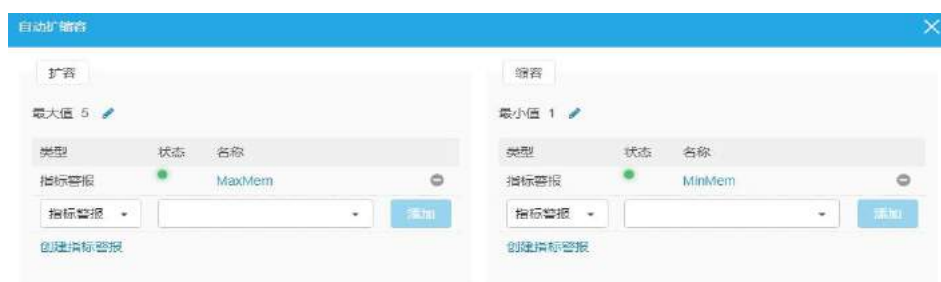 自动扩缩容
扩容
最大值 5
类型 状态 名称
指标警报 MaxMem
指标警报 添加
创建指标警报
缩容
最小值 1
类型 状态 名称
指标警报 MinMem
指标警报 添加
创建指标警报